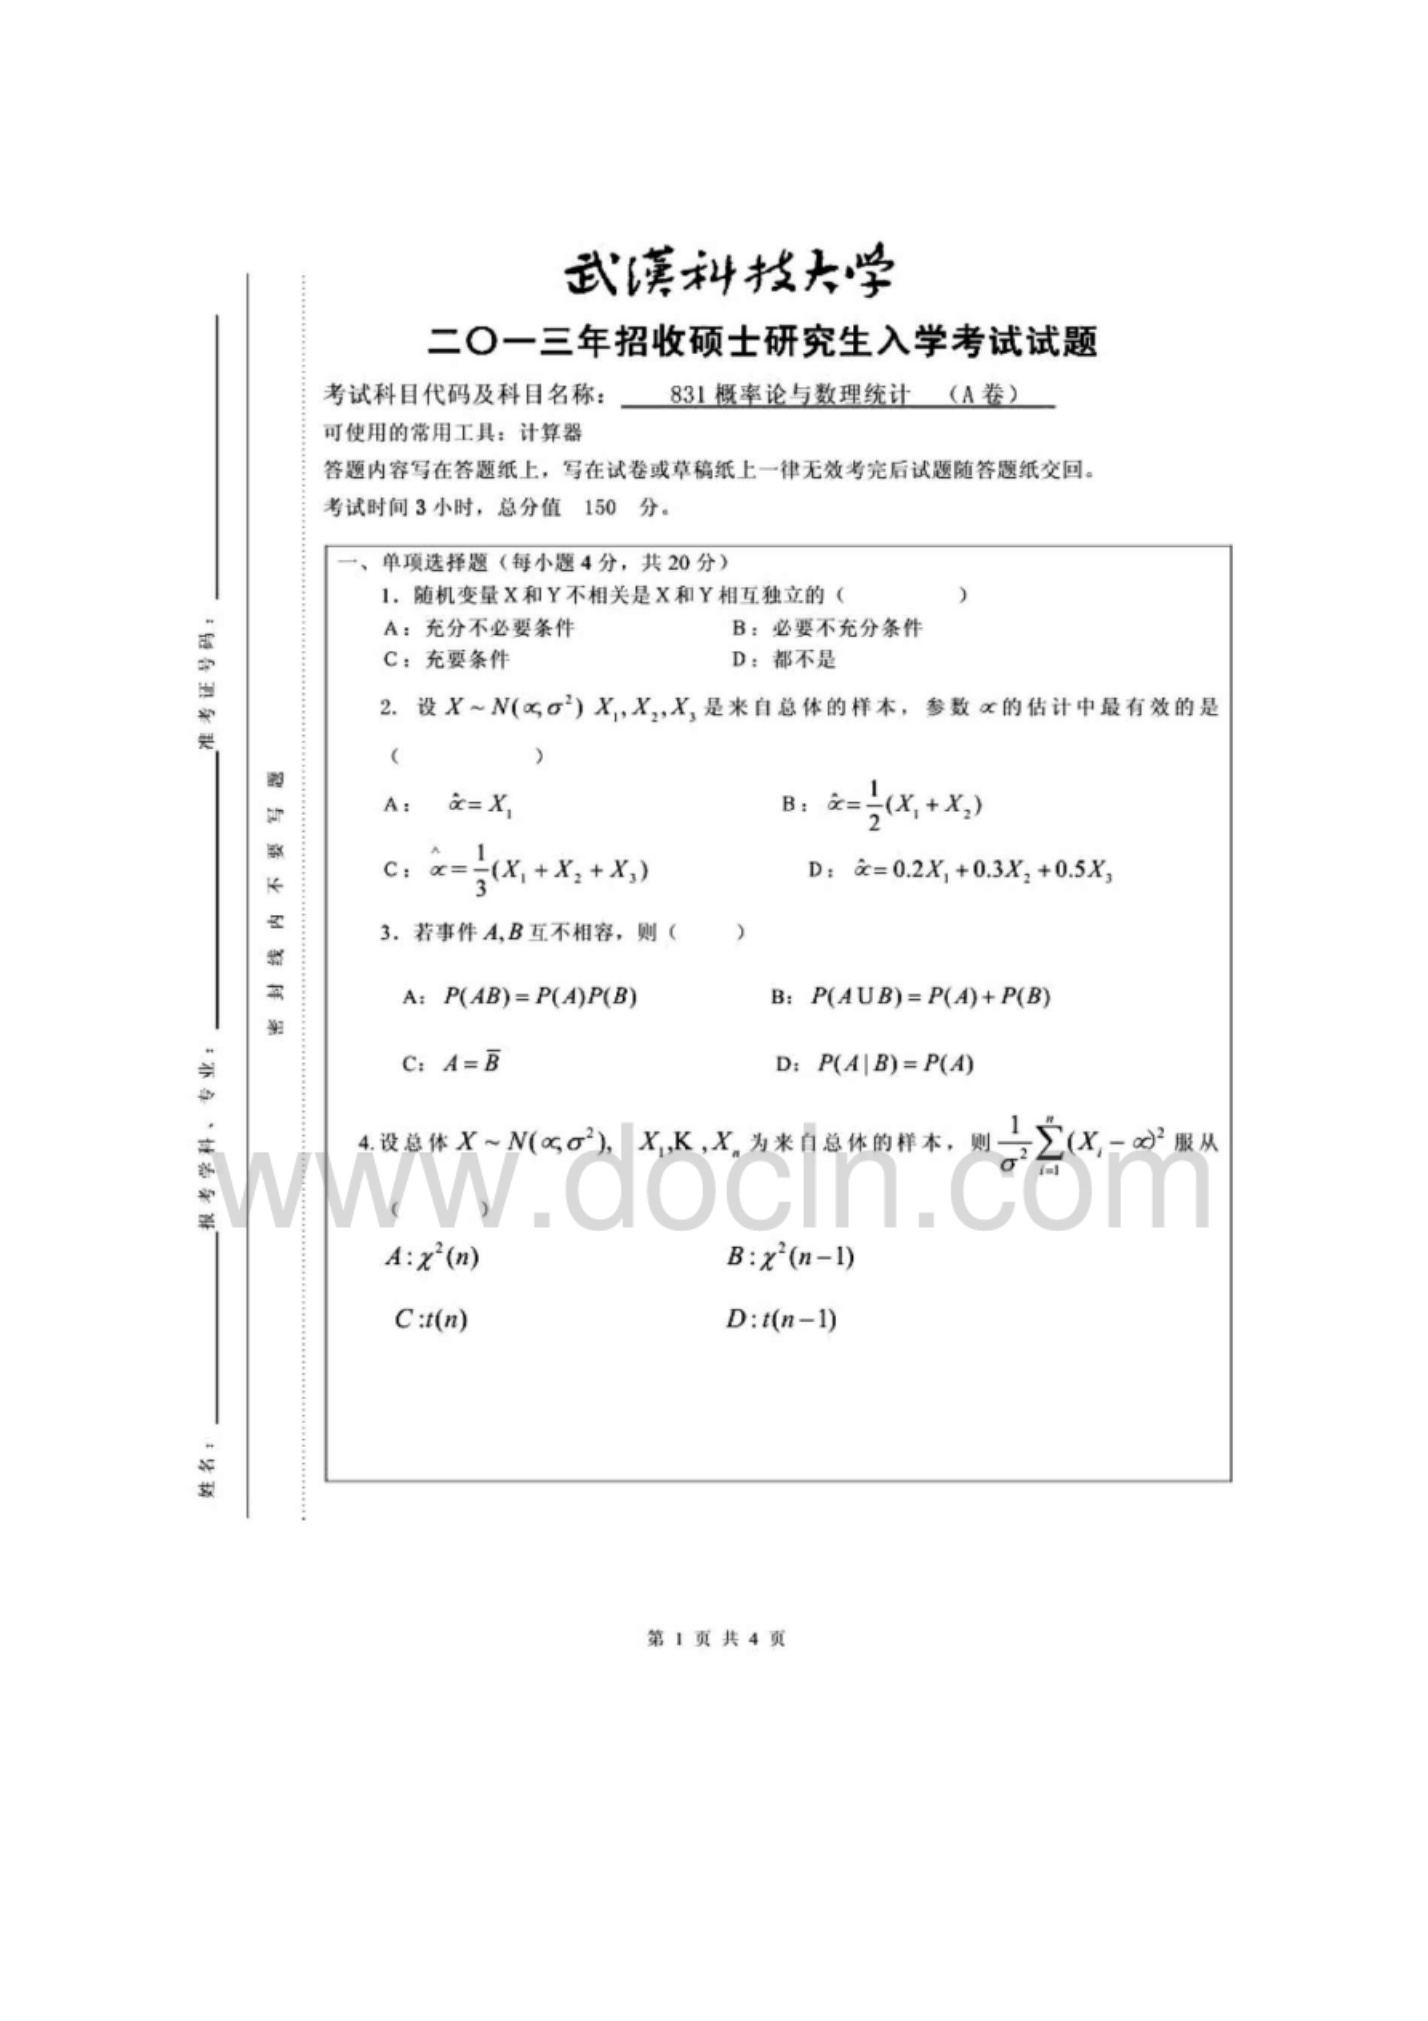 武漢科技大学
二〇一三年招收硕士研究生入学考试试题
考试科目代码及科目名称: 831 概率论与数理统计 (A 卷)
可使用的常用工具:计算器
答题内容写在答题纸上,写在试卷或草稿纸上一律无效考完后试题随答题纸交回。
考试时间 3 小时,总分值 150 分。
一、单项选择题(每小题 4 分,共 20 分)
1.随机变量 X 和 Y 不相关是 X 和 Y 相互独立的( )
A:充分不必要条件 B:必要不充分条件
C:充要条件 D:都不是
2. 设 X ~ N(∝,σ²) X₁,X₂,X₃ 是来自总体的样本,参数 ∝ 的估计中最有效的是
( )
A: ∝̂= X₁ B: ∝̂= 1/2(X₁ + X₂)
C: ∝̂= 1/3(X₁ + X₂ + X₃) D: ∝̂= 0.2X₁ +0.3X₂ +0.5X₃
3.若事件 A,B 互不相容,则( )
A: P(AB) = P(A)P(B) B: P(A∪B) = P(A)+P(B)
C: A = B̅ D: P(A|B) = P(A)
4.设总体 X ~ N(∝,σ²), X₁,K ,Xₙ 为来自总体的样本,则 1/σ² ∑ⁿᵢ₌₁(Xᵢ − ∝)² 服从
( )
A:χ²(n) B:χ²(n−1)
C:t(n) D:t(n−1)
第 1 页 共 4 页
姓名: 报考学科、专业: 准考证号码:
密封线内不要写题
www.docin.com